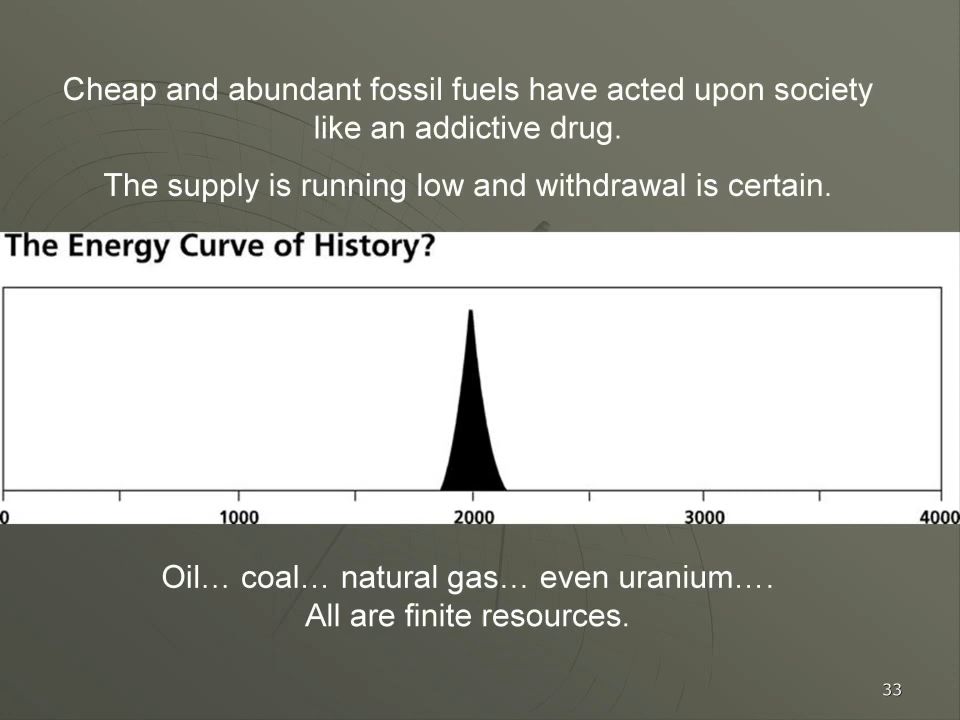 Cheap and abundant fossil fuels have acted upon society
like an addictive drug.
The supply is running low and withdrawal is certain.
The Energy Curve of History?
0 1000 2000 3000 4000
Oil… coal… natural gas… even uranium….
All are finite resources.
33